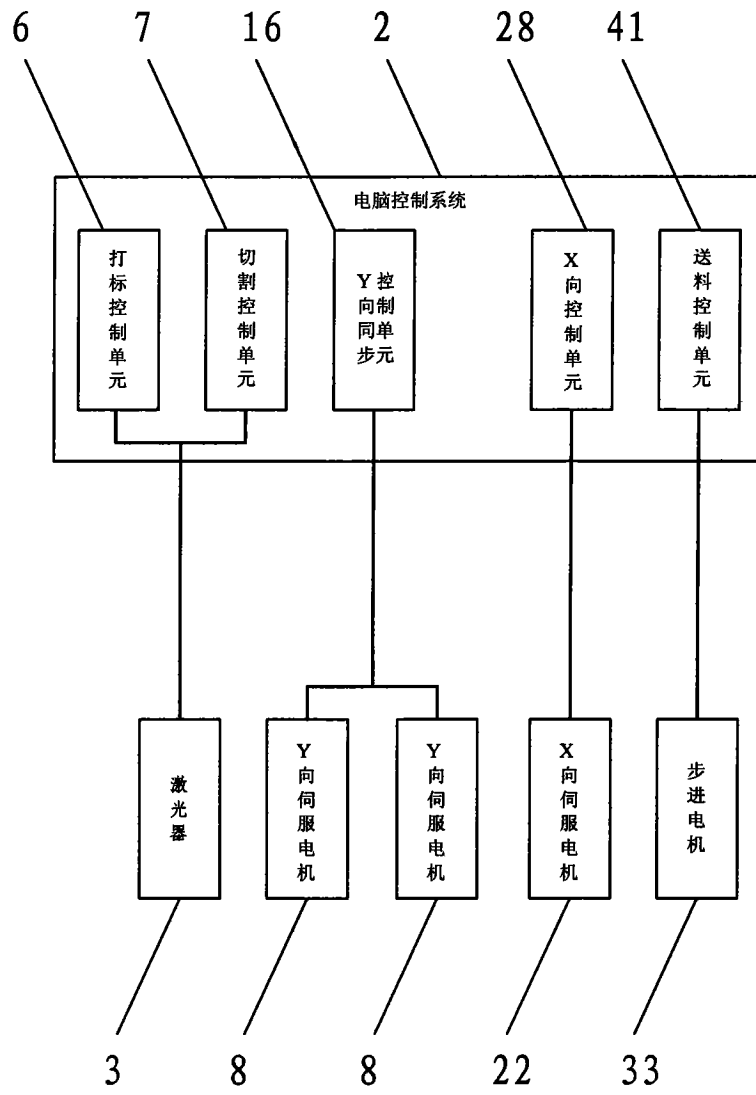 6 7 16 2 28 41
电脑控制系统
打标控制单元
切割控制单元
Y向同步
控制单元
X向控制单元
送料控制单元
激光器
Y向伺服电机
Y向伺服电机
X向伺服电机
步进电机
3 8 8 22 33